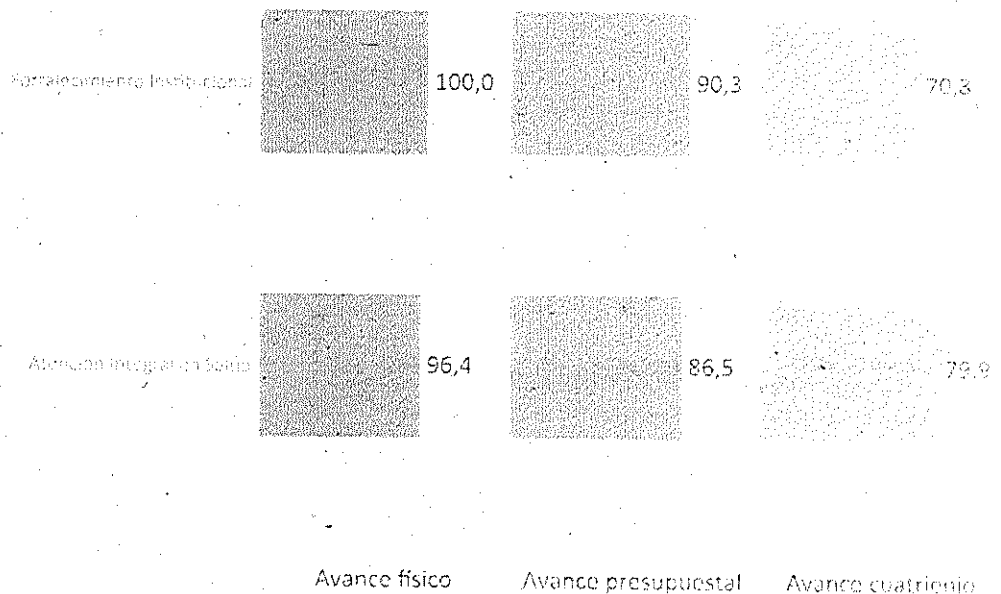 Fortalecimiento Institucional 100,0 90,3 70,3
Atención Integral en Salud 96,4 86,5 79,9
Avance físico Avance presupuestal Avance cuatrienio